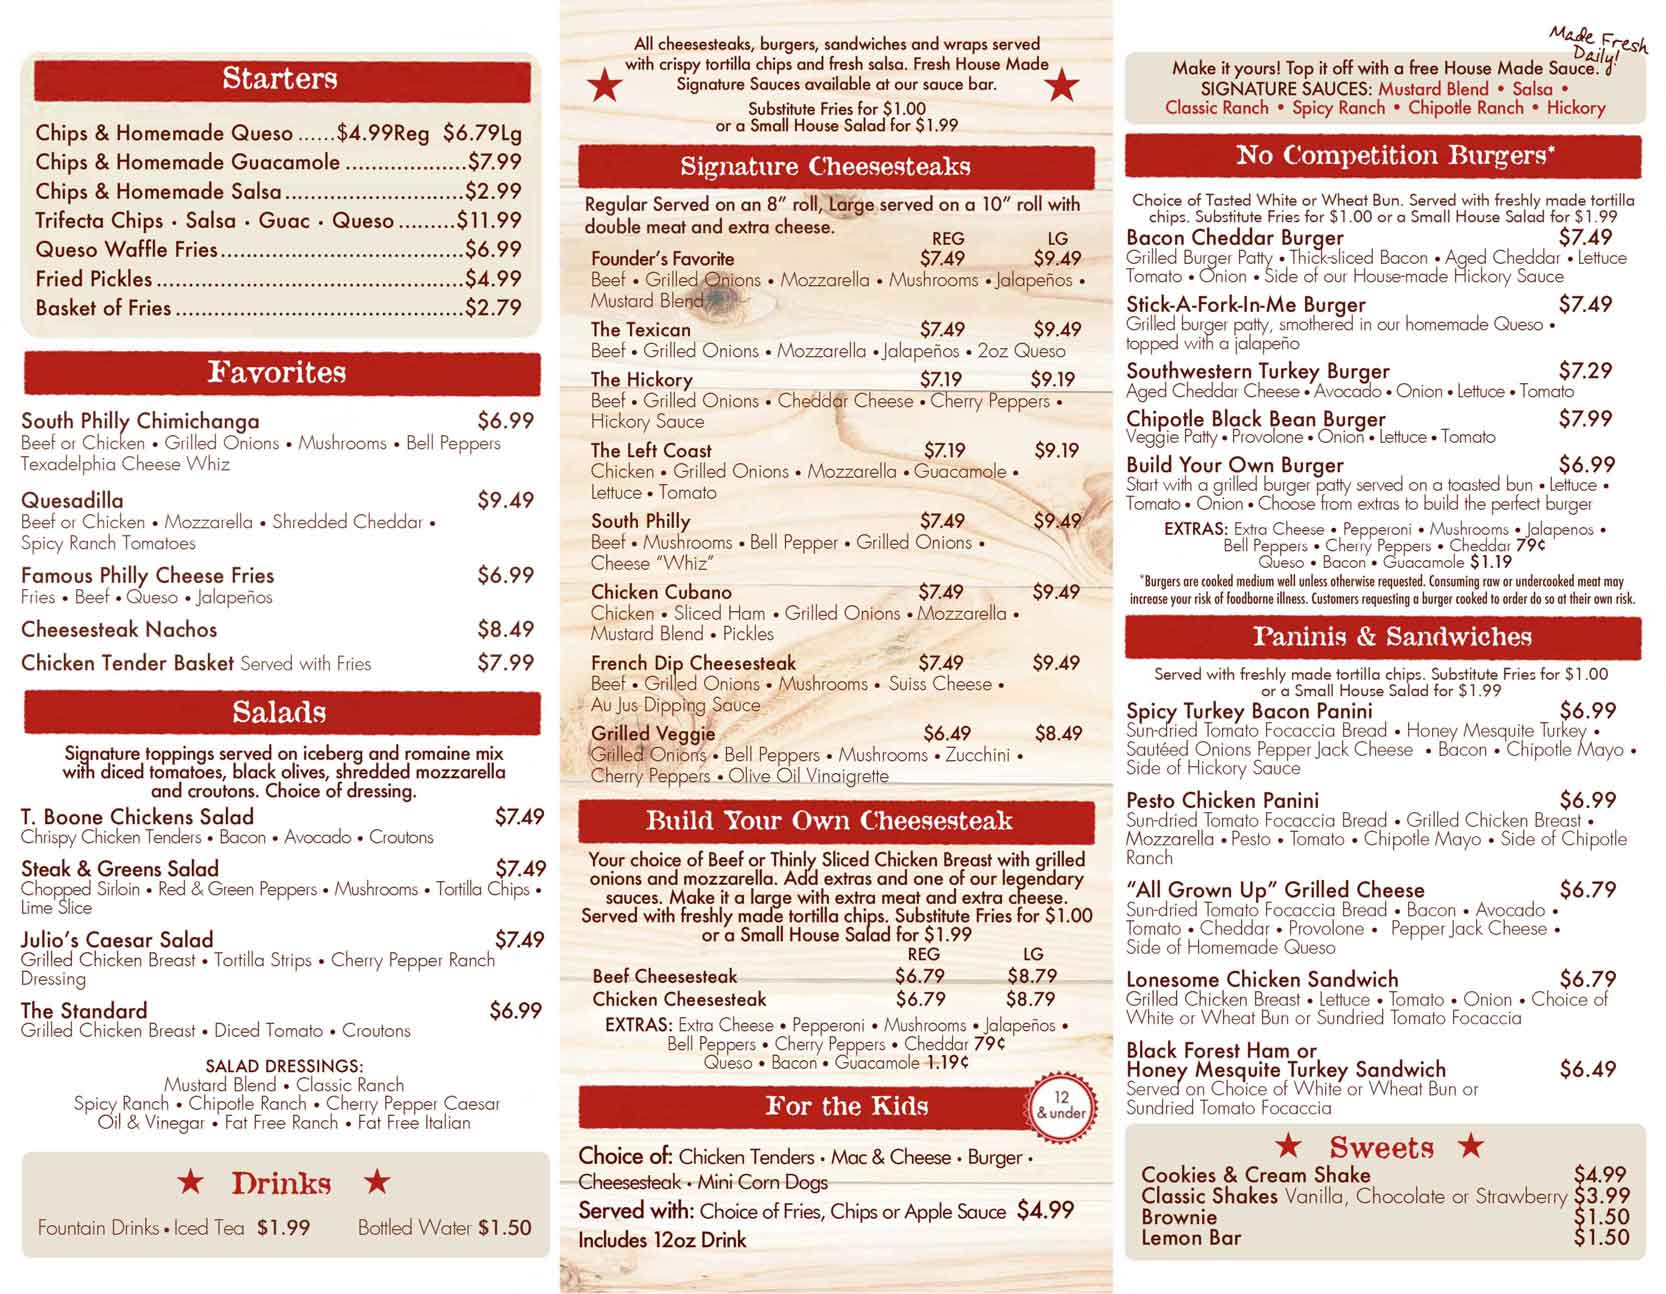 Starters
Chips & Homemade Queso ......$4.99Reg $6.79Lg
Chips & Homemade Guacamole ....................$7.99
Chips & Homemade Salsa.............................$2.99
Trifecta Chips · Salsa · Guac · Queso .........$11.99
Queso Waffle Fries........................................$6.99
Fried Pickles..................................................$4.99
Basket of Fries...............................................$2.79
Favorites
South Philly Chimichanga $6.99
Beef or Chicken • Grilled Onions • Mushrooms • Bell Peppers
Texadelphia Cheese Whiz
Quesadilla $9.49
Beef or Chicken • Mozzarella • Shredded Cheddar •
Spicy Ranch Tomatoes
Famous Philly Cheese Fries $6.99
Fries • Beef • Queso • Jalapeños
Cheesesteak Nachos $8.49
Chicken Tender Basket Served with Fries $7.99
Salads
Signature toppings served on iceberg and romaine mix
with diced tomatoes, black olives, shredded mozzarella
and croutons. Choice of dressing.
T. Boone Chickens Salad $7.49
Chrispy Chicken Tenders • Bacon • Avocado • Croutons
Steak & Greens Salad $7.49
Chopped Sirloin • Red & Green Peppers • Mushrooms • Tortilla Chips •
Lime Slice
Julio's Caesar Salad $7.49
Grilled Chicken Breast • Tortilla Strips • Cherry Pepper Ranch
Dressing
The Standard $6.99
Grilled Chicken Breast • Diced Tomato • Croutons
SALAD DRESSINGS:
Mustard Blend • Classic Ranch
Spicy Ranch • Chipotle Ranch • Cherry Pepper Caesar
Oil & Vinegar • Fat Free Ranch • Fat Free Italian
★ Drinks ★
Fountain Drinks • Iced Tea $1.99 Bottled Water $1.50
All cheesesteaks, burgers, sandwiches and wraps served
with crispy tortilla chips and fresh salsa. Fresh House Made
Signature Sauces available at our sauce bar.
Substitute Fries for $1.00
or a Small House Salad for $1.99
Signature Cheesesteaks
Regular Served on an 8" roll, Large served on a 10" roll with
double meat and extra cheese.
REG LG
Founder's Favorite $7.49 $9.49
Beef • Grilled Onions • Mozzarella • Mushrooms • Jalapeños •
Mustard Blend
The Texican $7.49 $9.49
Beef • Grilled Onions • Mozzarella • Jalapeños • 2oz Queso
The Hickory $7.19 $9.19
Beef • Grilled Onions • Cheddar Cheese • Cherry Peppers •
Hickory Sauce
The Left Coast $7.19 $9.19
Chicken • Grilled Onions • Mozzarella • Guacamole •
Lettuce • Tomato
South Philly $7.49 $9.49
Beef • Mushrooms • Bell Pepper • Grilled Onions •
Cheese "Whiz"
Chicken Cubano $7.49 $9.49
Chicken • Sliced Ham • Grilled Onions • Mozzarella •
Mustard Blend • Pickles
French Dip Cheesesteak $7.49 $9.49
Beef • Grilled Onions • Mushrooms • Suiss Cheese •
Au Jus Dipping Sauce
Grilled Veggie $6.49 $8.49
Grilled Onions • Bell Peppers • Mushrooms • Zucchini •
Cherry Peppers • Olive Oil Vinaigrette
Build Your Own Cheesesteak
Your choice of Beef or Thinly Sliced Chicken Breast with grilled
onions and mozzarella. Add extras and one of our legendary
sauces. Make it a large with extra meat and extra cheese.
Served with freshly made tortilla chips. Substitute Fries for $1.00
or a Small House Salad for $1.99
REG LG
Beef Cheesesteak $6.79 $8.79
Chicken Cheesesteak $6.79 $8.79
EXTRAS: Extra Cheese • Pepperoni • Mushrooms • Jalapeños •
Bell Peppers • Cherry Peppers • Cheddar 79¢
Queso • Bacon • Guacamole 1.19¢
For the Kids
12
& under
Choice of: Chicken Tenders • Mac & Cheese • Burger •
Cheesesteak • Mini Corn Dogs
Served with: Choice of Fries, Chips or Apple Sauce $4.99
Includes 12oz Drink
Made Fresh
Daily!
Make it yours! Top it off with a free House Made Sauce.
SIGNATURE SAUCES: Mustard Blend • Salsa •
Classic Ranch • Spicy Ranch • Chipotle Ranch • Hickory
No Competition Burgers*
Choice of Tasted White or Wheat Bun. Served with freshly made tortilla
chips. Substitute Fries for $1.00 or a Small House Salad for $1.99
Bacon Cheddar Burger $7.49
Grilled Burger Patty • Thick-sliced Bacon • Aged Cheddar • Lettuce
Tomato • Onion • Side of our House-made Hickory Sauce
Stick-A-Fork-In-Me Burger $7.49
Grilled burger patty, smothered in our homemade Queso •
topped with a jalapeño
Southwestern Turkey Burger $7.29
Aged Cheddar Cheese • Avocado • Onion • Lettuce • Tomato
Chipotle Black Bean Burger $7.99
Veggie Patty • Provolone • Onion • Lettuce • Tomato
Build Your Own Burger $6.99
Start with a grilled burger patty served on a toasted bun • Lettuce •
Tomato • Onion • Choose from extras to build the perfect burger
EXTRAS: Extra Cheese • Pepperoni • Mushrooms • Jalapenos •
Bell Peppers • Cherry Peppers • Cheddar 79¢
Queso • Bacon • Guacamole $1.19
*Burgers are cooked medium well unless otherwise requested. Consuming raw or undercooked meat may
increase your risk of foodborne illness. Customers requesting a burger cooked to order do so at their own risk.
Paninis & Sandwiches
Served with freshly made tortilla chips. Substitute Fries for $1.00
or a Small House Salad for $1.99
Spicy Turkey Bacon Panini $6.99
Sun-dried Tomato Focaccia Bread • Honey Mesquite Turkey •
Sautéed Onions Pepper Jack Cheese • Bacon • Chipotle Mayo •
Side of Hickory Sauce
Pesto Chicken Panini $6.99
Sun-dried Tomato Focaccia Bread • Grilled Chicken Breast •
Mozzarella • Pesto • Tomato • Chipotle Mayo • Side of Chipotle
Ranch
"All Grown Up" Grilled Cheese $6.79
Sun-dried Tomato Focaccia Bread • Bacon • Avocado •
Tomato • Cheddar • Provolone • Pepper Jack Cheese •
Side of Homemade Queso
Lonesome Chicken Sandwich $6.79
Grilled Chicken Breast • Lettuce • Tomato • Onion • Choice of
White or Wheat Bun or Sundried Tomato Focaccia
Black Forest Ham or
Honey Mesquite Turkey Sandwich $6.49
Served on Choice of White or Wheat Bun or
Sundried Tomato Focaccia
★ Sweets ★
Cookies & Cream Shake $4.99
Classic Shakes Vanilla, Chocolate or Strawberry $3.99
Brownie $1.50
Lemon Bar $1.50